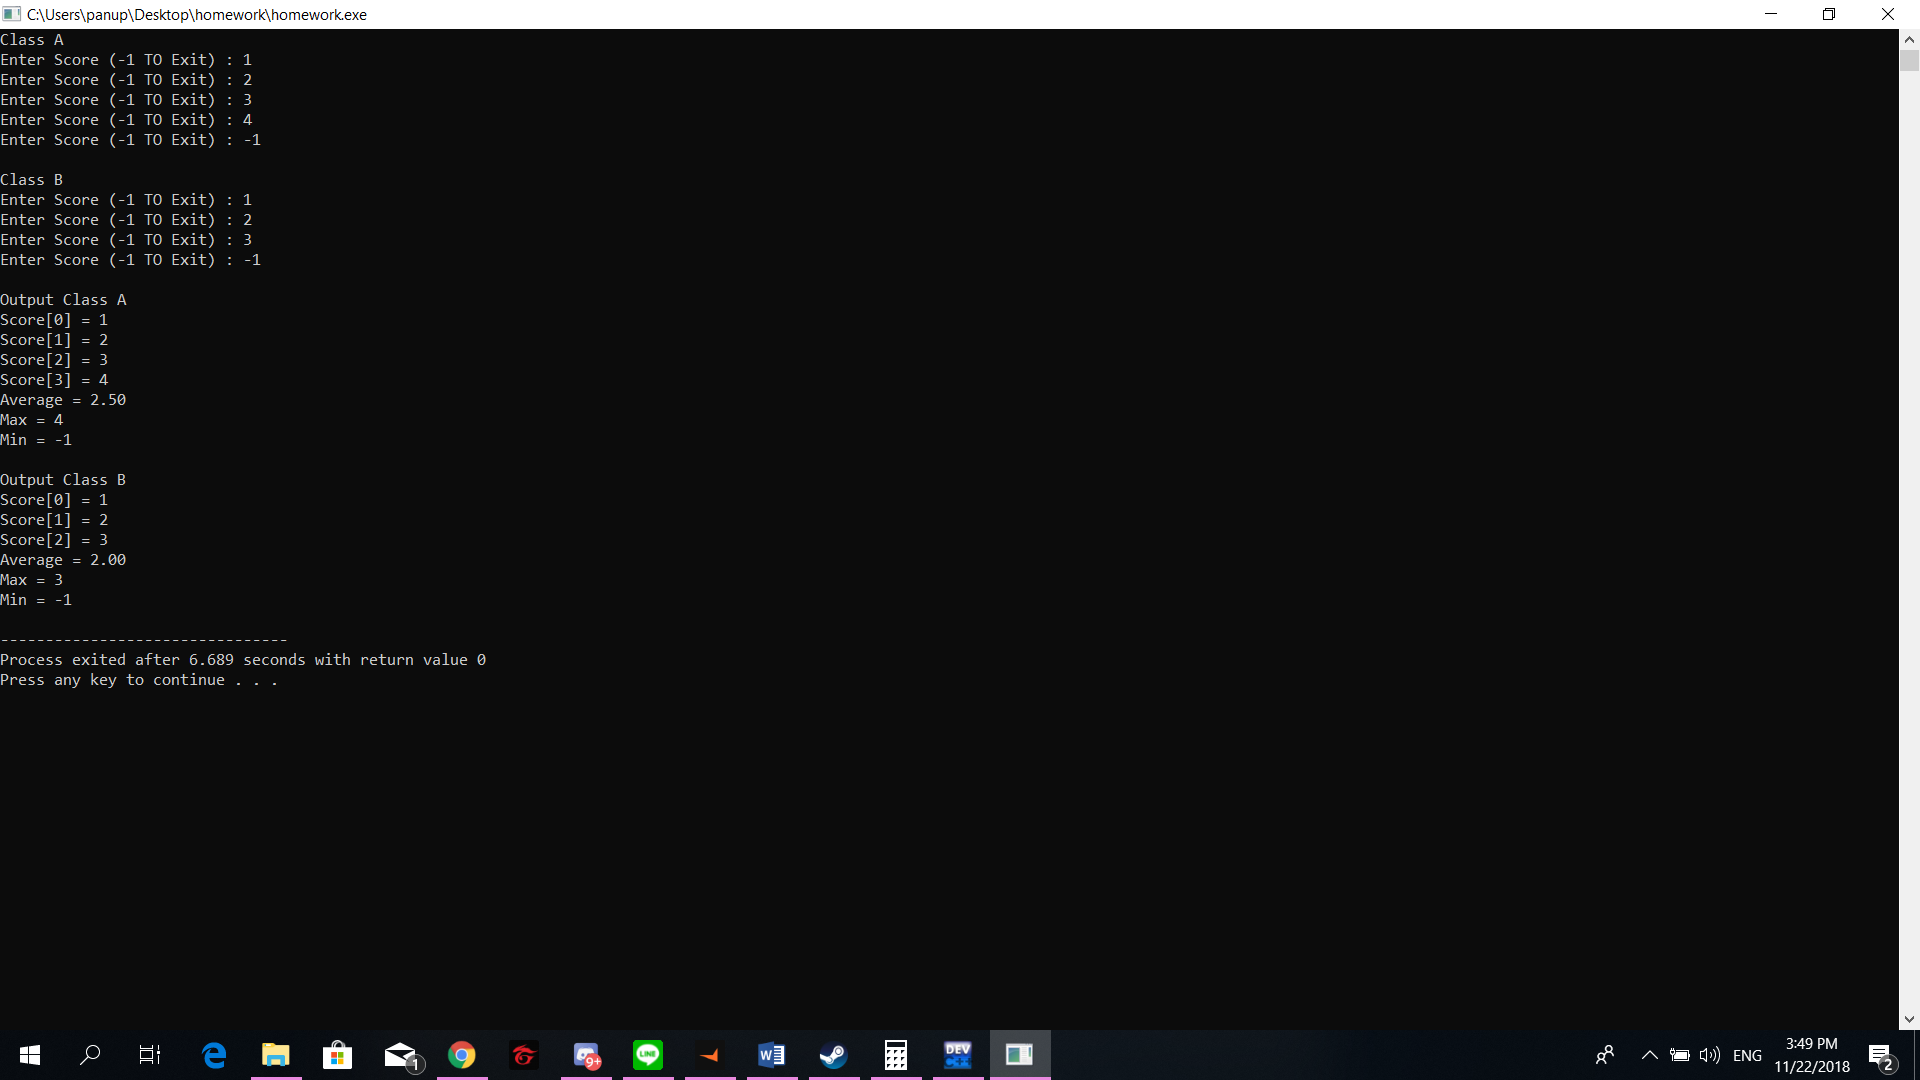 C:\Users\panup\Desktop\homework\homework.exe
Class A
Enter Score (-1 TO Exit) : 1
Enter Score (-1 TO Exit) : 2
Enter Score (-1 TO Exit) : 3
Enter Score (-1 TO Exit) : 4
Enter Score (-1 TO Exit) : -1
Class B
Enter Score (-1 TO Exit) : 1
Enter Score (-1 TO Exit) : 2
Enter Score (-1 TO Exit) : 3
Enter Score (-1 TO Exit) : -1
Output Class A
Score[0] = 1
Score[1] = 2
Score[2] = 3
Score[3] = 4
Average = 2.50
Max = 4
Min = -1
Output Class B
Score[0] = 1
Score[1] = 2
Score[2] = 3
Average = 2.00
Max = 3
Min = -1
--------------------------------
Process exited after 6.689 seconds with return value 0
Press any key to continue . . .
1
9+
LINE
W
DEV
C++
ENG
3:49 PM
11/22/2018
2